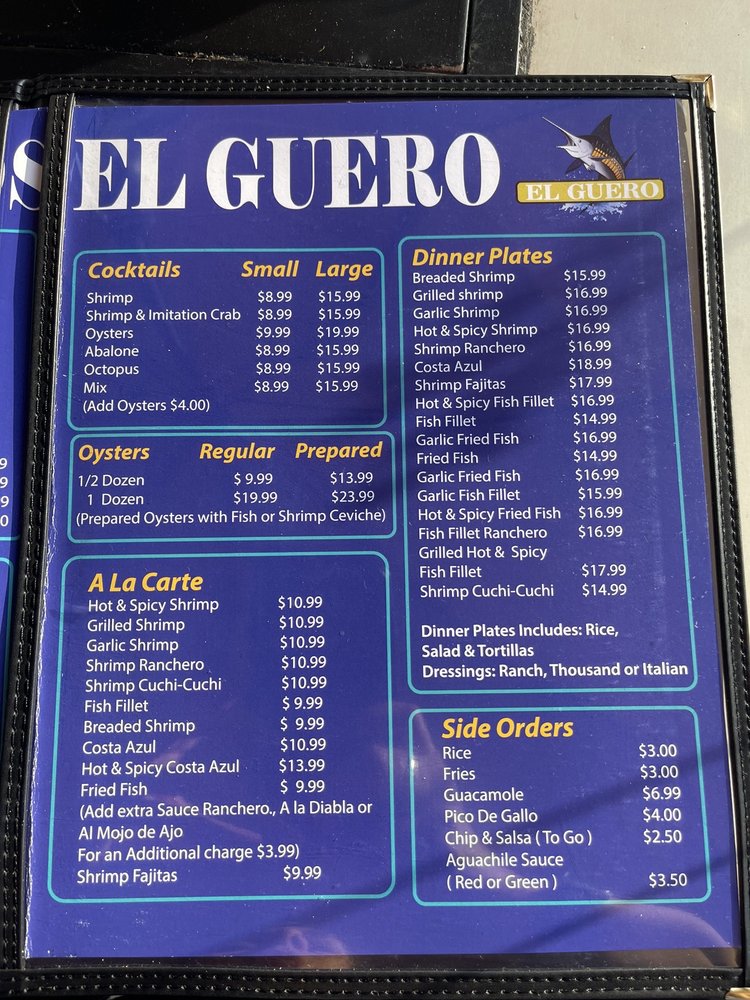 S
EL GUERO
EL GUERO
Cocktails Small Large
Shrimp $8.99 $15.99
Shrimp & Imitation Crab $8.99 $15.99
Oysters $9.99 $19.99
Abalone $8.99 $15.99
Octopus $8.99 $15.99
Mix $8.99 $15.99
(Add Oysters $4.00)
Oysters Regular Prepared
1/2 Dozen $ 9.99 $13.99
1 Dozen $19.99 $23.99
(Prepared Oysters with Fish or Shrimp Ceviche)
A La Carte
Hot & Spicy Shrimp $10.99
Grilled Shrimp $10.99
Garlic Shrimp $10.99
Shrimp Ranchero $10.99
Shrimp Cuchi-Cuchi $10.99
Fish Fillet $ 9.99
Breaded Shrimp $ 9.99
Costa Azul $10.99
Hot & Spicy Costa Azul $13.99
Fried Fish $ 9.99
(Add extra Sauce Ranchero., A la Diabla or
Al Mojo de Ajo
For an Additional charge $3.99)
Shrimp Fajitas $9.99
Dinner Plates
Breaded Shrimp $15.99
Grilled shrimp $16.99
Garlic Shrimp $16.99
Hot & Spicy Shrimp $16.99
Shrimp Ranchero $16.99
Costa Azul $18.99
Shrimp Fajitas $17.99
Hot & Spicy Fish Fillet $16.99
Fish Fillet $14.99
Garlic Fried Fish $16.99
Fried Fish $14.99
Garlic Fried Fish $16.99
Garlic Fish Fillet $15.99
Hot & Spicy Fried Fish $16.99
Fish Fillet Ranchero $16.99
Grilled Hot & Spicy
Fish Fillet $17.99
Shrimp Cuchi-Cuchi $14.99
Dinner Plates Includes: Rice,
Salad & Tortillas
Dressings: Ranch, Thousand or Italian
Side Orders
Rice $3.00
Fries $3.00
Guacamole $6.99
Pico De Gallo $4.00
Chip & Salsa ( To Go ) $2.50
Aguachile Sauce
( Red or Green ) $3.50